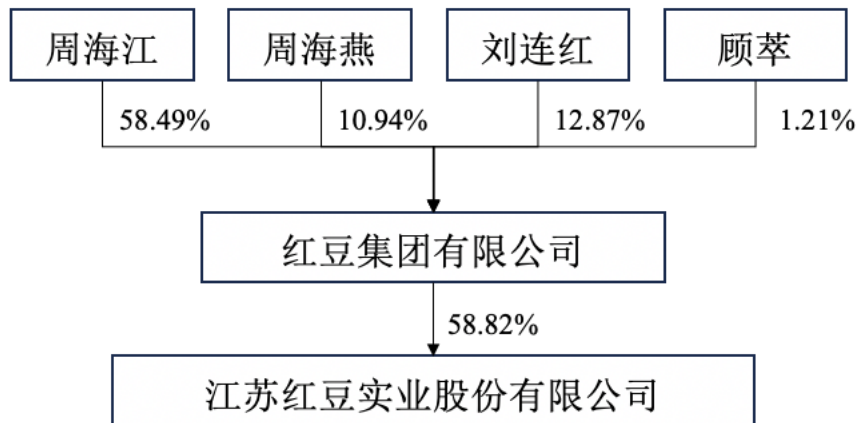 周海江 周海燕 刘连红 顾萃
58.49% 10.94% 12.87% 1.21%
红豆集团有限公司
58.82%
江苏红豆实业股份有限公司